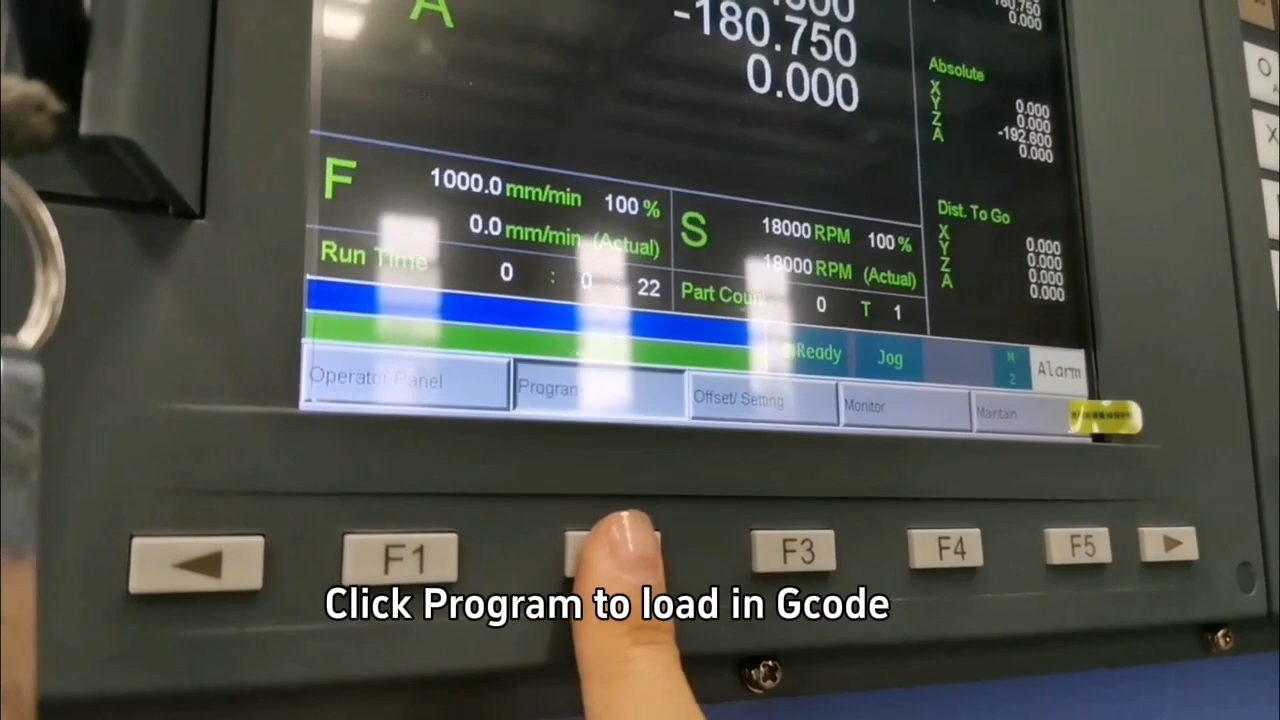 A
-180.750
0.000
180.750
0.000
Absolute
X 0.000
Y 0.000
Z -192.600
A 0.000
F 1000.0 mm/min 100 %
0.0 mm/min (Actual)
S 18000 RPM 100 %
18000 RPM (Actual)
Dist. To Go
X 0.000
Y 0.000
Z 0.000
A 0.000
Run Time 0 : 0 22
Part Count 0 T 1
Ready Jog M 2 Alarm
Operator Panel Program Offset/ Setting Monitor Mantain
F1 F3 F4 F5
Click Program to load in Gcode
O
X